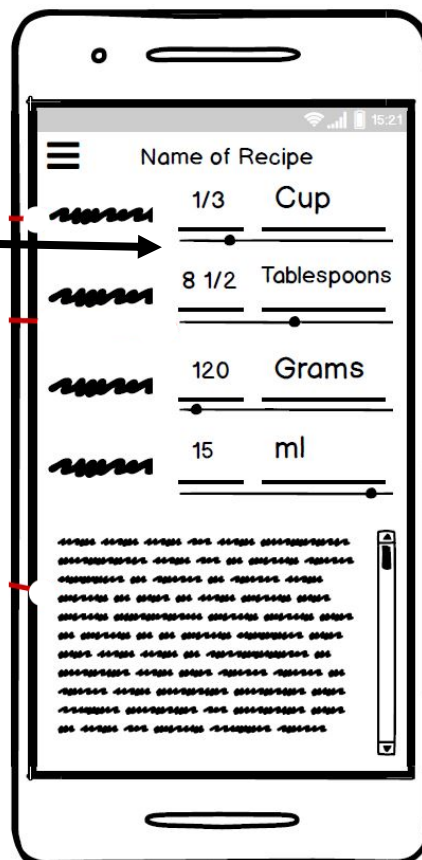 15:21
Name of Recipe
1/3 Cup
8 1/2 Tablespoons
120 Grams
15 ml